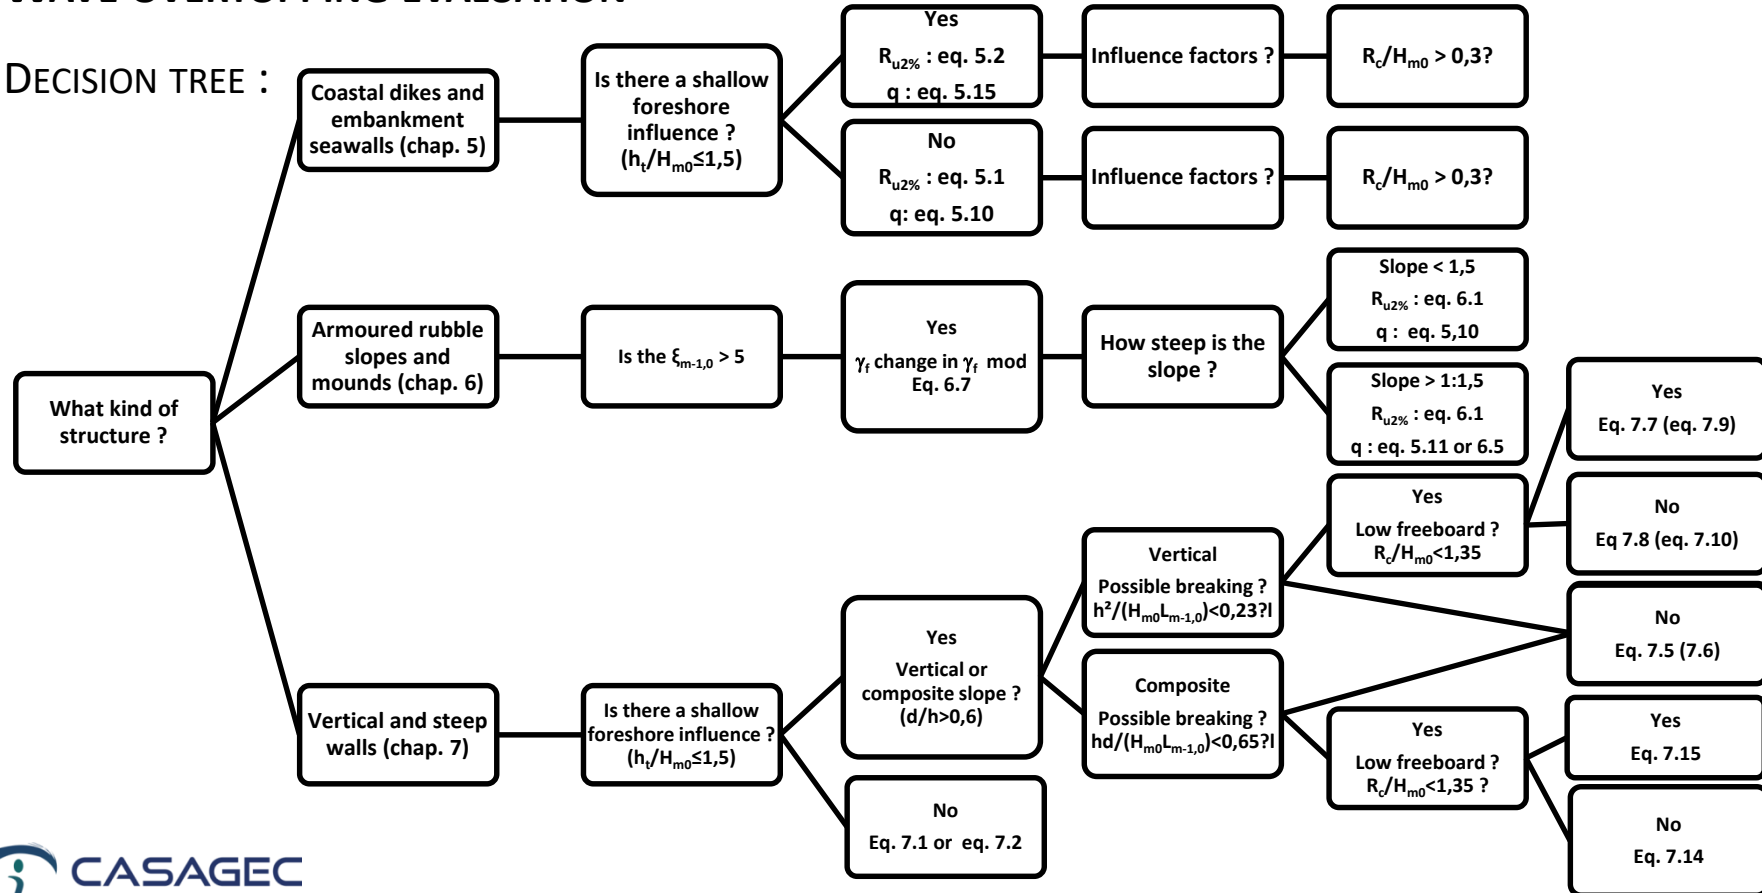 WAVE OVERTOPPING EVALUATION
DECISION TREE :
What kind of
structure ?
Coastal dikes and
embankment
seawalls (chap. 5)
Is there a shallow
foreshore
influence ?
(hₜ/Hₘ₀≤1,5)
Yes
Rᵤ₂% : eq. 5.2
q : eq. 5.15
Influence factors ?
R꜀/Hₘ₀ > 0,3?
No
Rᵤ₂% : eq. 5.1
q: eq. 5.10
Influence factors ?
R꜀/Hₘ₀ > 0,3?
Armoured rubble
slopes and
mounds (chap. 6)
Is the ξₘ₋₁,₀ > 5
Yes
γf change in γf mod
Eq. 6.7
How steep is the
slope ?
Slope < 1,5
Rᵤ₂% : eq. 6.1
q : eq. 5,10
Slope > 1:1,5
Rᵤ₂% : eq. 6.1
q : eq. 5.11 or 6.5
Vertical and steep
walls (chap. 7)
Is there a shallow
foreshore influence ?
(hₜ/Hₘ₀≤1,5)
Yes
Vertical or
composite slope ?
(d/h>0,6)
No
Eq. 7.1 or eq. 7.2
Vertical
Possible breaking ?
h²/(Hₘ₀Lₘ₋₁,₀)<0,23?l
Composite
Possible breaking ?
hd/(Hₘ₀Lₘ₋₁,₀)<0,65?l
Yes
Low freeboard ?
R꜀/Hₘ₀<1,35
Yes
Eq. 7.7 (eq. 7.9)
No
Eq 7.8 (eq. 7.10)
No
Eq. 7.5 (7.6)
Yes
Low freeboard ?
R꜀/Hₘ₀<1,35 ?
Yes
Eq. 7.15
No
Eq. 7.14
CASAGEC